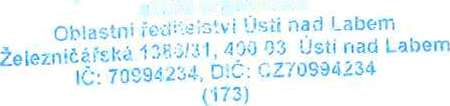 Oblastní ředitelství Ústí nad Labem
Železničářská 1386/31, 400 03 Ústí nad Labem
IČ: 70994234, DIČ: CZ70994234
(173)